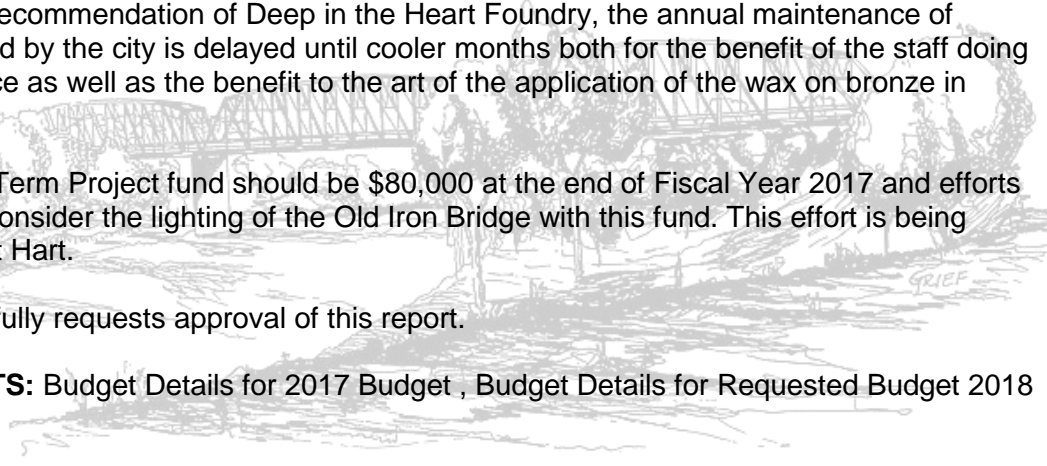 ecommendation of Deep in the Heart Foundry, the annual maintenance of
d by the city is delayed until cooler months both for the benefit of the staff doing
ce as well as the benefit to the art of the application of the wax on bronze in
Term Project fund should be $80,000 at the end of Fiscal Year 2017 and efforts
onsider the lighting of the Old Iron Bridge with this fund. This effort is being
t Hart.
fully requests approval of this report.
TS: Budget Details for 2017 Budget , Budget Details for Requested Budget 2018
GRIEF